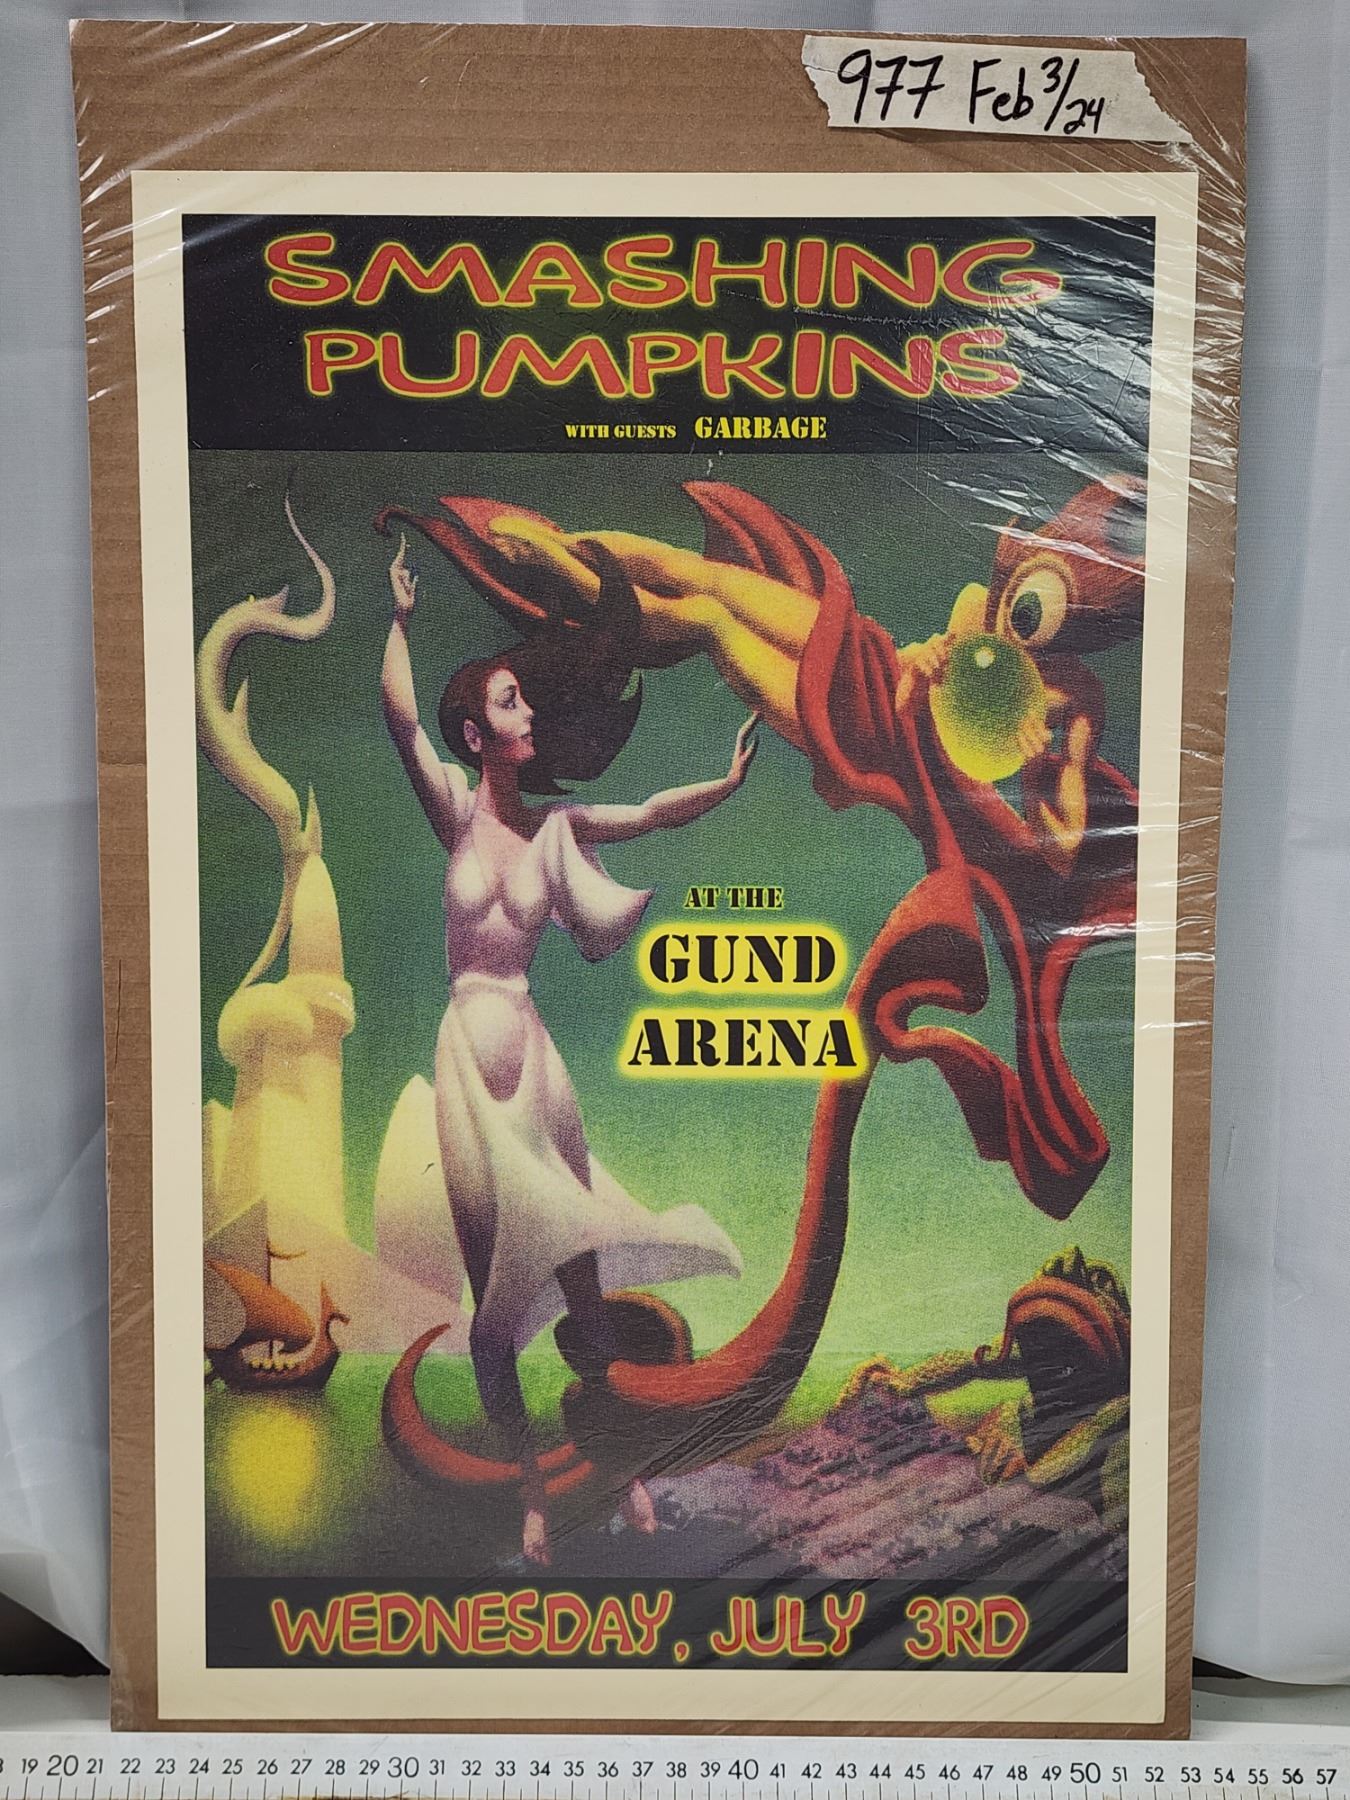 977 Feb 3/24
SMASHING
PUMPKINS
WITH GUESTS GARBAGE
AT THE
GUND
ARENA
WEDNESDAY, JULY 3RD
19 20 21 22 23 24 25 26 27 28 29 30 31 32 33 34 35 36 37 38 39 40 41 42 43 44 45 46 47 48 49 50 51 52 53 54 55 56 57